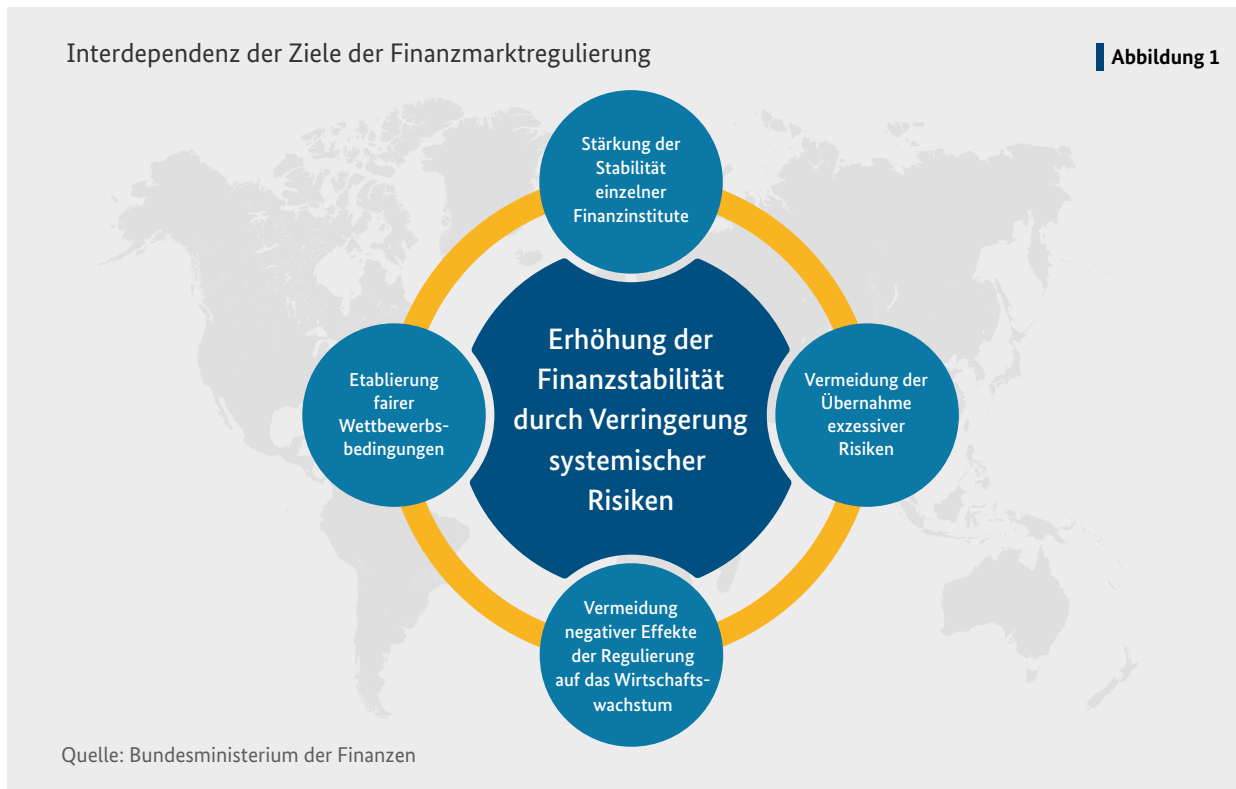 Interdependenz der Ziele der Finanzmarktregulierung
Abbildung 1
Stärkung der
Stabilität
einzelner
Finanzinstitute
Etablierung
fairer
Wettbewerbs-
bedingungen
Erhöhung der
Finanzstabilität
durch Verringerung
systemischer
Risiken
Vermeidung der
Übernahme
exzessiver
Risiken
Vermeidung
negativer Effekte
der Regulierung
auf das Wirtschafts-
wachstum
Quelle: Bundesministerium der Finanzen